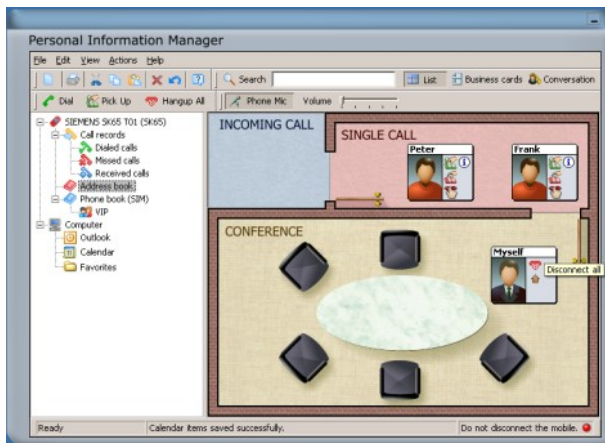 Personal Information Manager
File Edit View Actions Help
Search List Business cards Conversation
Dial Pick Up Hangup All Phone Mic Volume
SIEMENS SK65 T01 (SK65)
Call records
Dialed calls
Missed calls
Received calls
Address book
Phone book (SIM)
VIP
Computer
Outlook
Calendar
Favorites
INCOMING CALL
SINGLE CALL
Peter
Frank
CONFERENCE
Myself
Disconnect all
Ready Calendar items saved successfully. Do not disconnect the mobile.